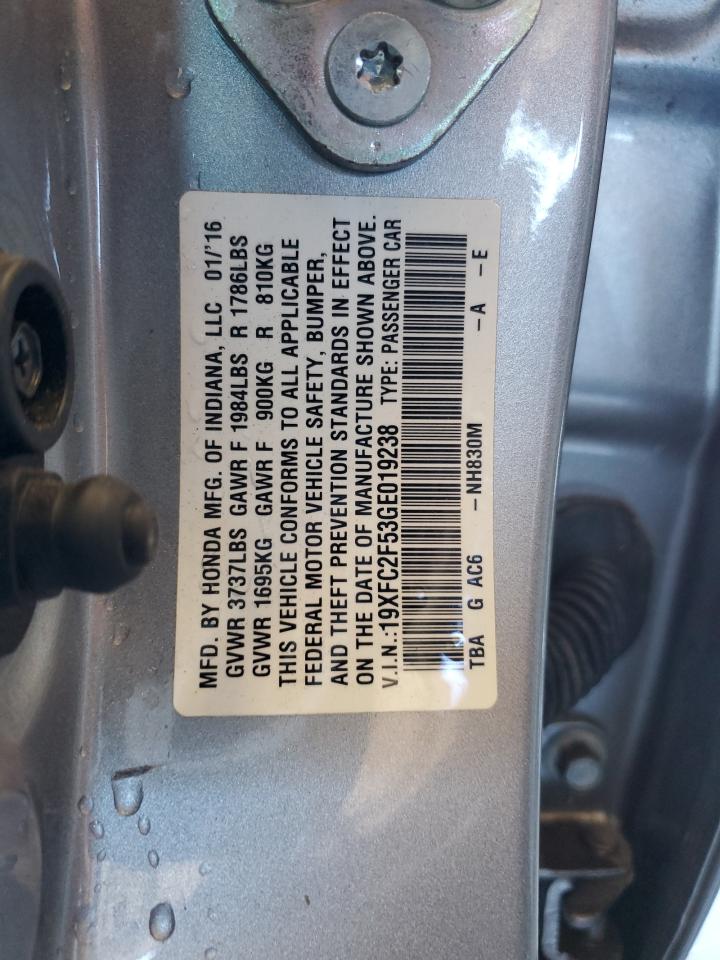 MFD. BY HONDA MFG. OF INDIANA, LLC 01/'16
GVWR 3737LBS GAWR F 1984LBS R 1786LBS
GVWR 1695KG GAWR F 900KG R 810KG
THIS VEHICLE CONFORMS TO ALL APPLICABLE
FEDERAL MOTOR VEHICLE SAFETY, BUMPER,
AND THEFT PREVENTION STANDARDS IN EFFECT
ON THE DATE OF MANUFACTURE SHOWN ABOVE.
V.I.N.:19XFC2F53GE019238 TYPE: PASSENGER CAR
TBA G AC6 -NH830M -A -E